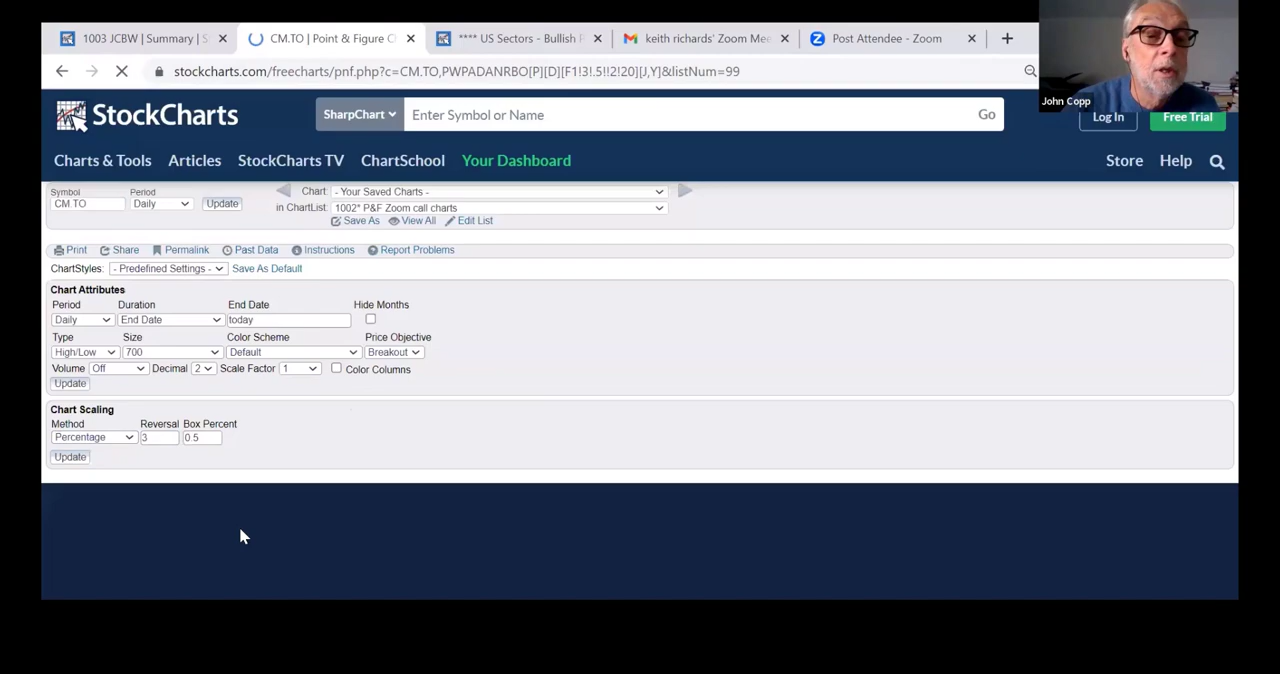 1003 JCBW | Summary | S
CM.TO | Point & Figure C
**** US Sectors - Bullish P
keith richards' Zoom Mee
Post Attendee - Zoom
stockcharts.com/freecharts/pnf.php?c=CM.TO,PWPADANRBO[P][D][F1!3!.5!!2!20][J,Y]&listNum=99
John Copp
StockCharts
SharpChart
Enter Symbol or Name
Go
Log In
Free Trial
Charts & Tools Articles StockCharts TV ChartSchool Your Dashboard Store Help
Symbol Period
CM.TO Daily Update
Chart: - Your Saved Charts -
in ChartList: 1002* P&F Zoom call charts
Save As View All Edit List
Print Share Permalink Past Data Instructions Report Problems
ChartStyles: - Predefined Settings - Save As Default
Chart Attributes
Period Duration End Date Hide Months
Daily End Date today
Type Size Color Scheme Price Objective
High/Low 700 Default Breakout
Volume Off Decimal 2 Scale Factor 1 Color Columns
Update
Chart Scaling
Method Reversal Box Percent
Percentage 3 0.5
Update